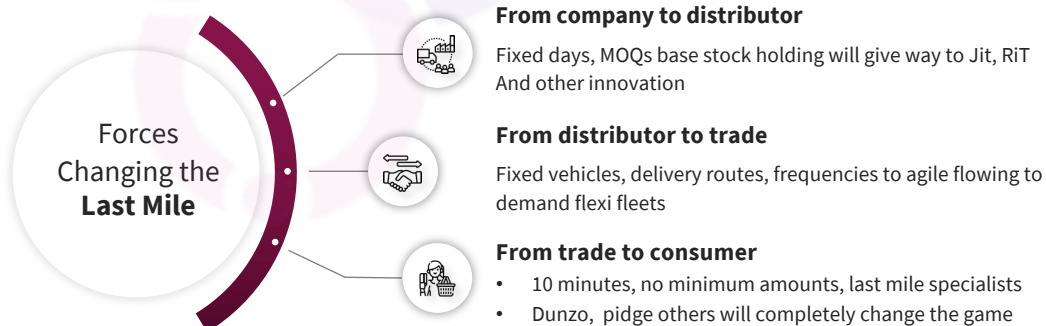 Forces
Changing the
Last Mile
From company to distributor
Fixed days, MOQs base stock holding will give way to Jit, RiT
And other innovation
From distributor to trade
Fixed vehicles, delivery routes, frequencies to agile flowing to
demand flexi fleets
From trade to consumer
• 10 minutes, no minimum amounts, last mile specialists
• Dunzo, pidge others will completely change the game